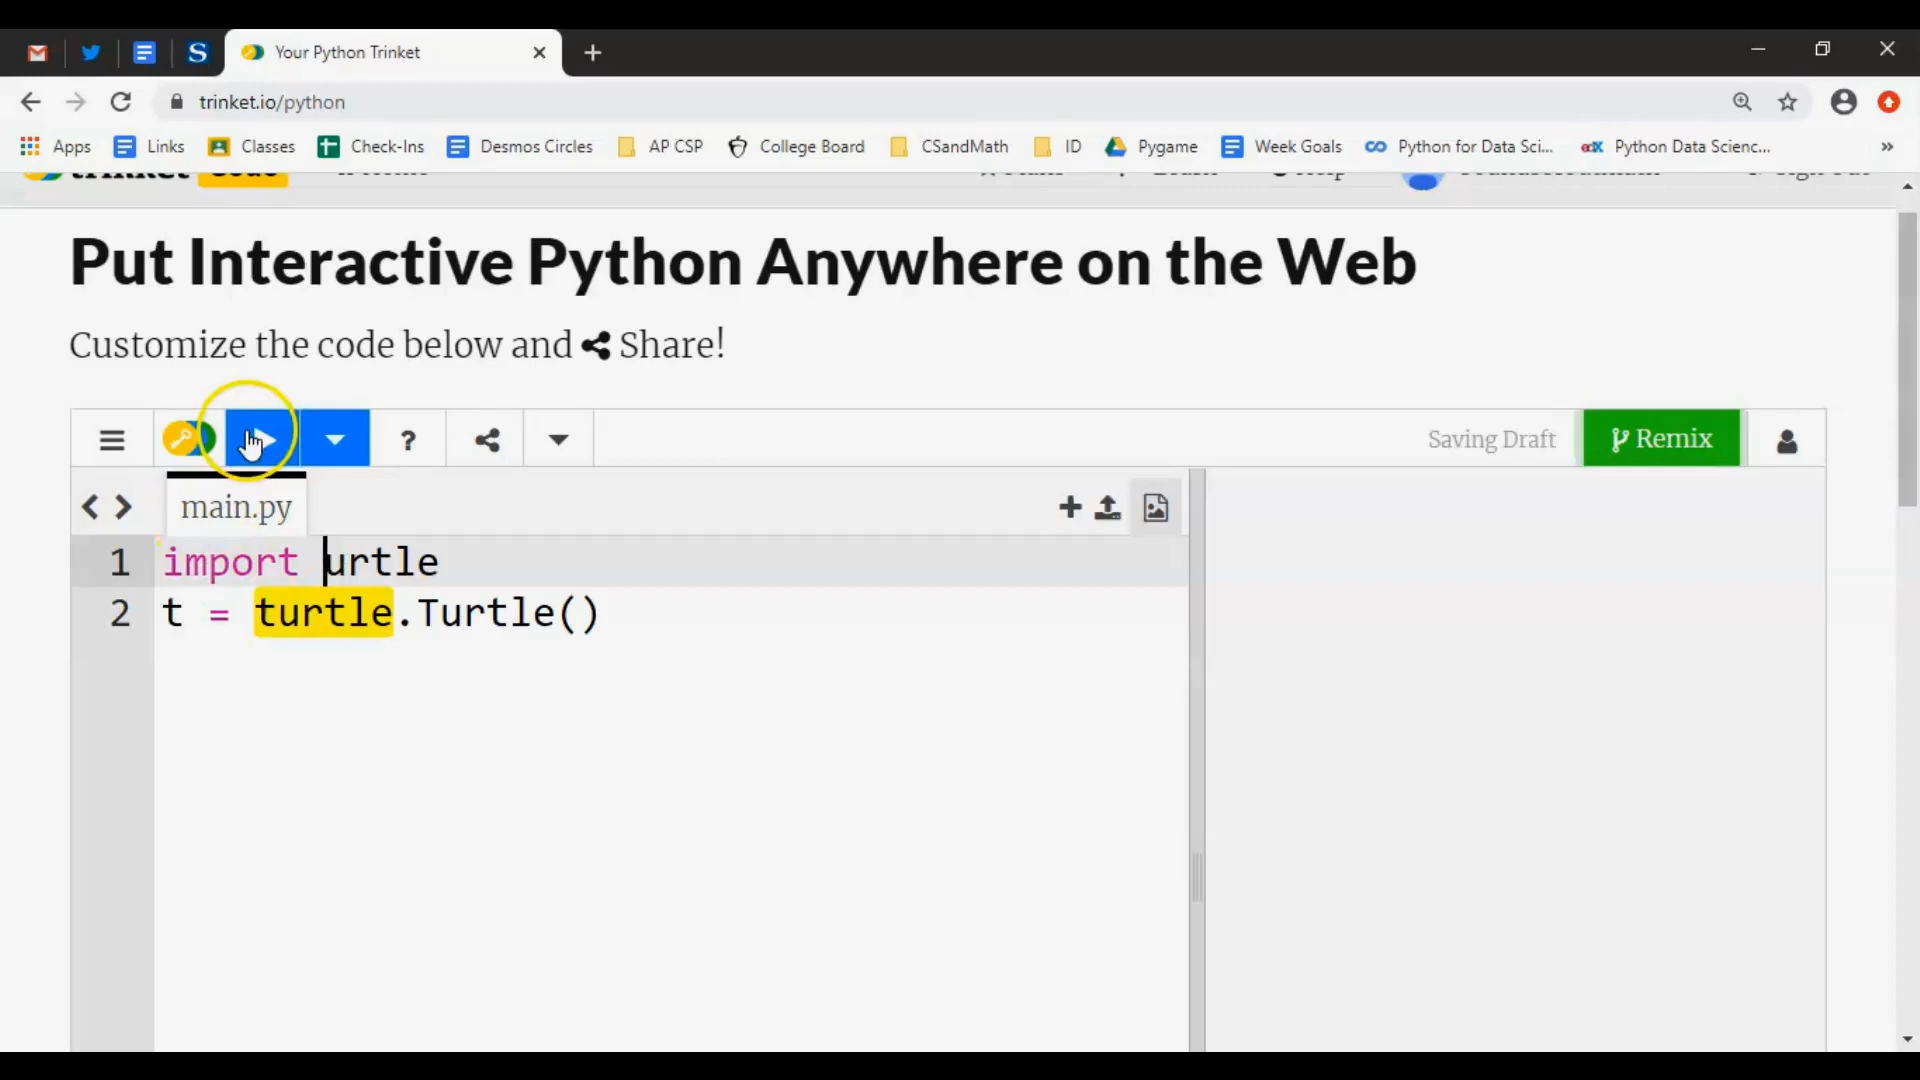 Your Python Trinket
trinket.io/python
Apps Links Classes Check-Ins Desmos Circles AP CSP College Board CSandMath ID Pygame Week Goals Python for Data Sci... edX Python Data Scienc... »
Put Interactive Python Anywhere on the Web
Customize the code below and Share!
? Saving Draft Remix
main.py
1 import urtle
2 t = turtle.Turtle()